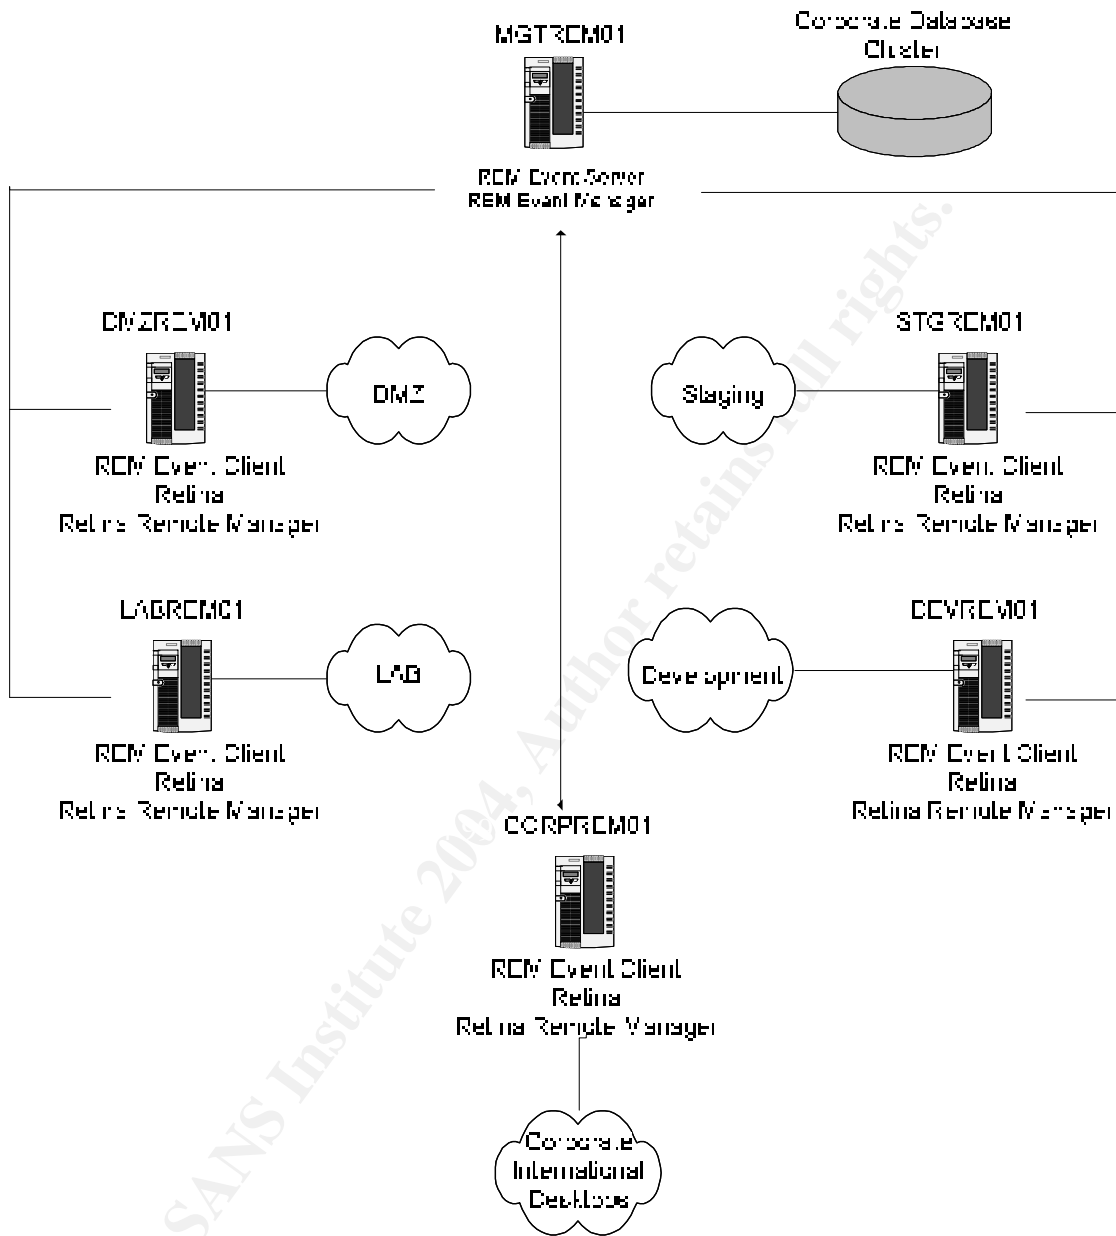 MGTREM01
Corporate Database
Cluster
REM Event Server
REM Event Manager
DMZREM01
DMZ
REM Event Client
Retina
Retina Remote Manager
STGREM01
Staging
REM Event Client
Retina
Retina Remote Manager
LABREM01
LAB
REM Event Client
Retina
Retina Remote Manager
DEVREM01
Development
REM Event Client
Retina
Retina Remote Manager
CORPREM01
REM Event Client
Retina
Retina Remote Manager
Corporate
International
Desktops
SANS Institute 2004, Author retains full rights.